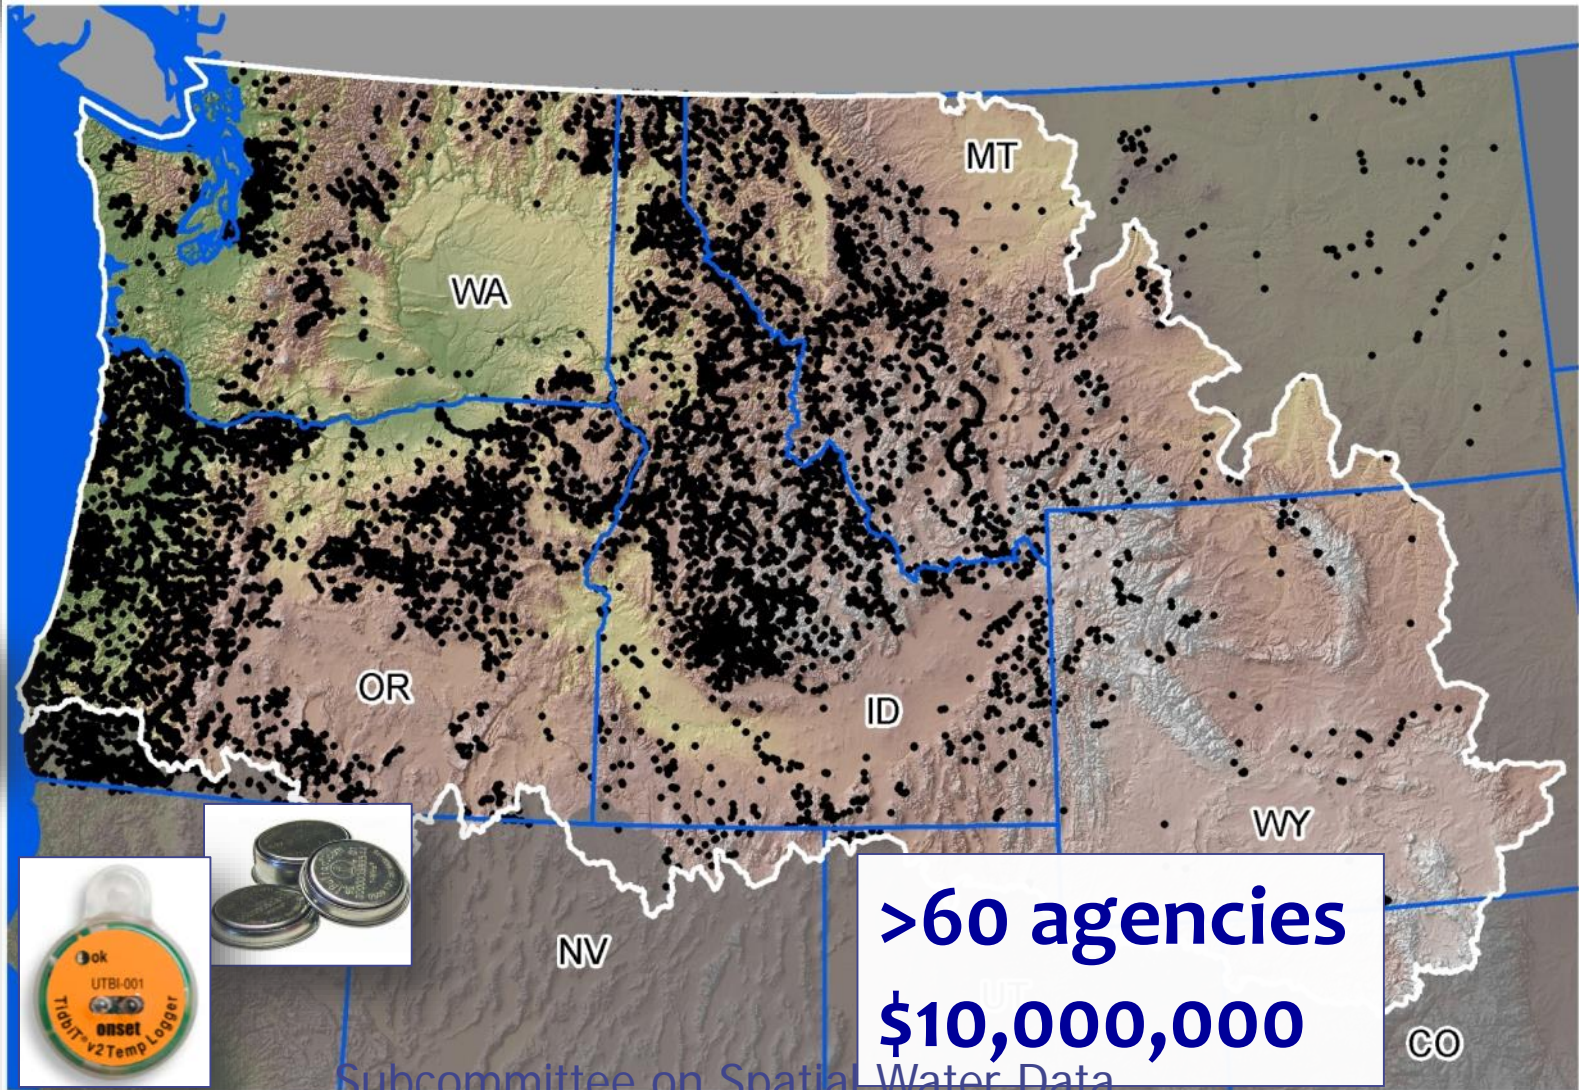 MT
WA
OR
ID
WY
NV
UT
CO
ok
UTBI-001
onset
TidbiT® v2 Temp Logger
>60 agencies
$10,000,000
Subcommittee on Spatial Water Data